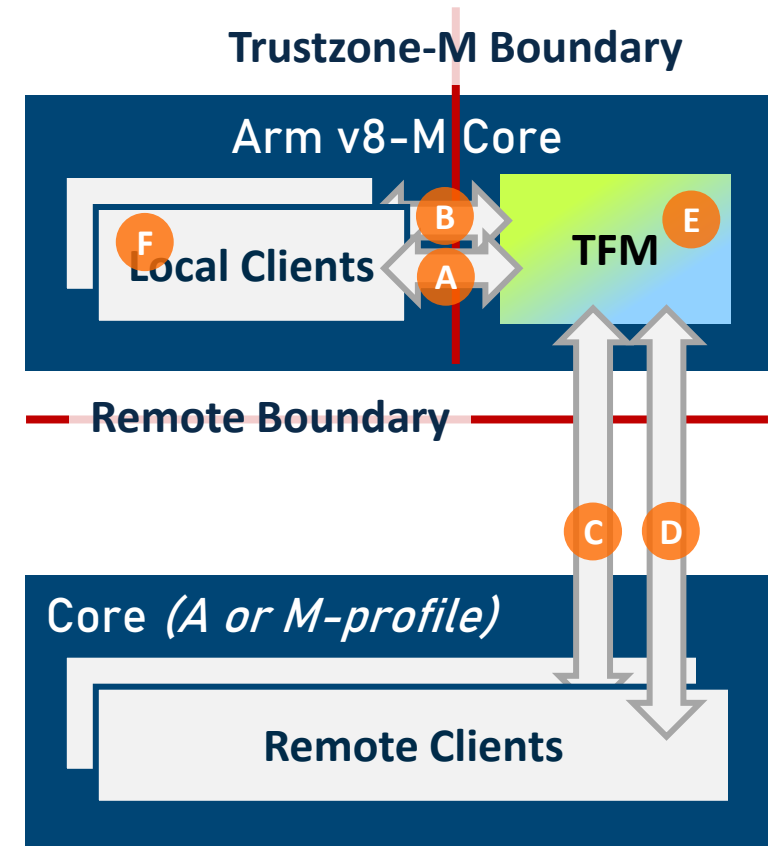 Trustzone-M Boundary
Arm v8-M Core
B
E
F
TFM
Local Clients
A
Remote Boundary
C
D
Core (A or M-profile)
Remote Clients